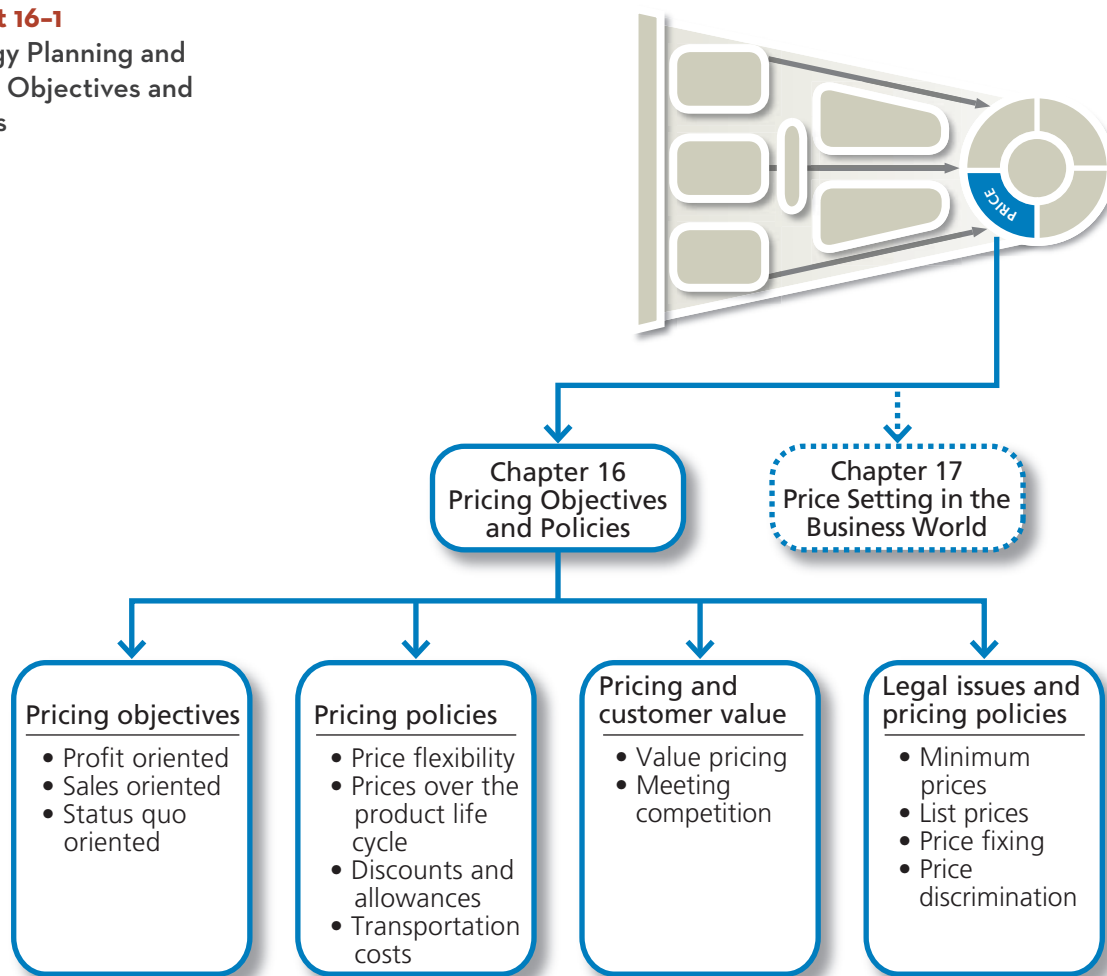 t 16–1
gy Planning and
Objectives and
s
PRICE
Chapter 16
Pricing Objectives
and Policies
Chapter 17
Price Setting in the
Business World
Pricing objectives
• Profit oriented
• Sales oriented
• Status quo
oriented
Pricing policies
• Price flexibility
• Prices over the
product life
cycle
• Discounts and
allowances
• Transportation
costs
Pricing and
customer value
• Value pricing
• Meeting
competition
Legal issues and
pricing policies
• Minimum
prices
• List prices
• Price fixing
• Price
discrimination